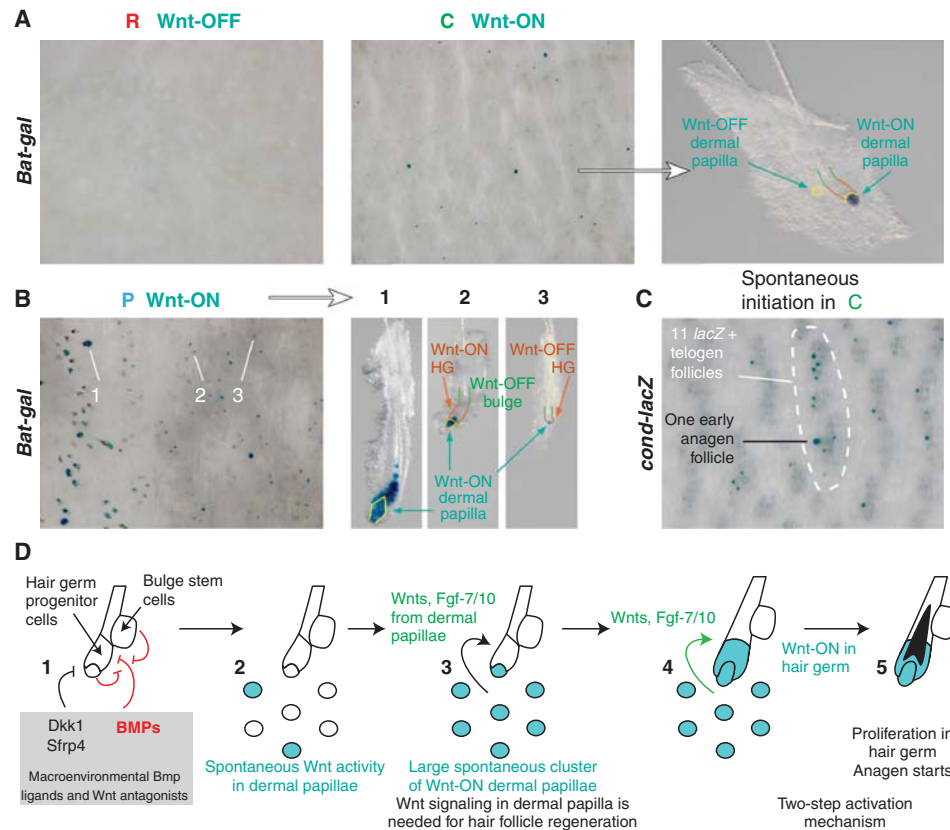 A
R Wnt-OFF
C Wnt-ON
Bat-gal
Wnt-OFF
dermal
papilla
Wnt-ON
dermal
papilla
B
P Wnt-ON
1
2
3
Bat-gal
1
2
3
Wnt-ON
HG
Wnt-OFF
HG
Wnt-OFF
bulge
Wnt-ON
dermal
papilla
Spontaneous
initiation in C
C
cond-lacZ
11 lacZ +
telogen
follicles
One early
anagen
follicle
D
Hair germ
progenitor
cells
Bulge stem
cells
1
Dkk1
Sfrp4
BMPs
Macroenvironmental Bmp
ligands and Wnt antagonists
2
Spontaneous Wnt activity
in dermal papillae
Wnts, Fgf-7/10
from dermal
papillae
3
Large spontaneous cluster
of Wnt-ON dermal papillae
Wnt signaling in dermal papilla is
needed for hair follicle regeneration
Wnts, Fgf-7/10
4
Wnt-ON in
hair germ
5
Proliferation in
hair germ
Anagen starts
Two-step activation
mechanism